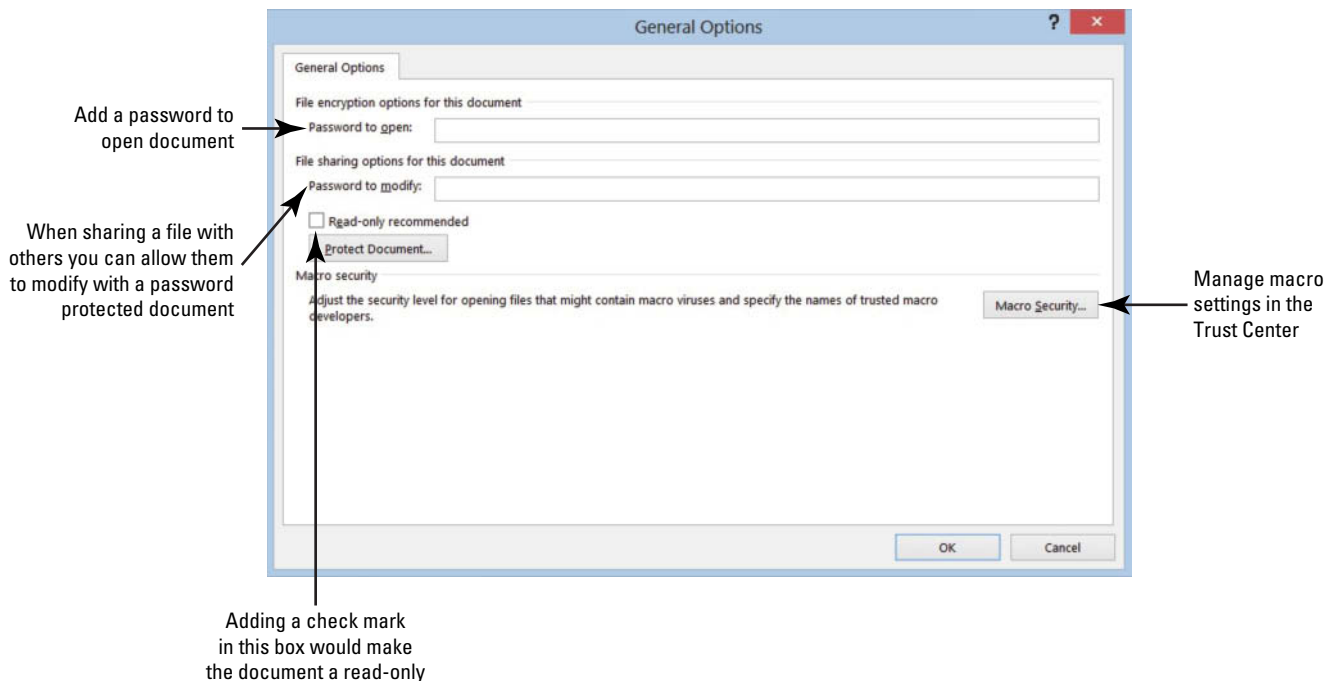 General Options
?
×
General Options
File encryption options for this document
Password to open:
File sharing options for this document
Password to modify:
Read-only recommended
Protect Document...
Macro security
Adjust the security level for opening files that might contain macro viruses and specify the names of trusted macro
developers.
Macro Security...
OK
Cancel
Add a password to
open document
When sharing a file with
others you can allow them
to modify with a password
protected document
Manage macro
settings in the
Trust Center
Adding a check mark
in this box would make
the document a read-only